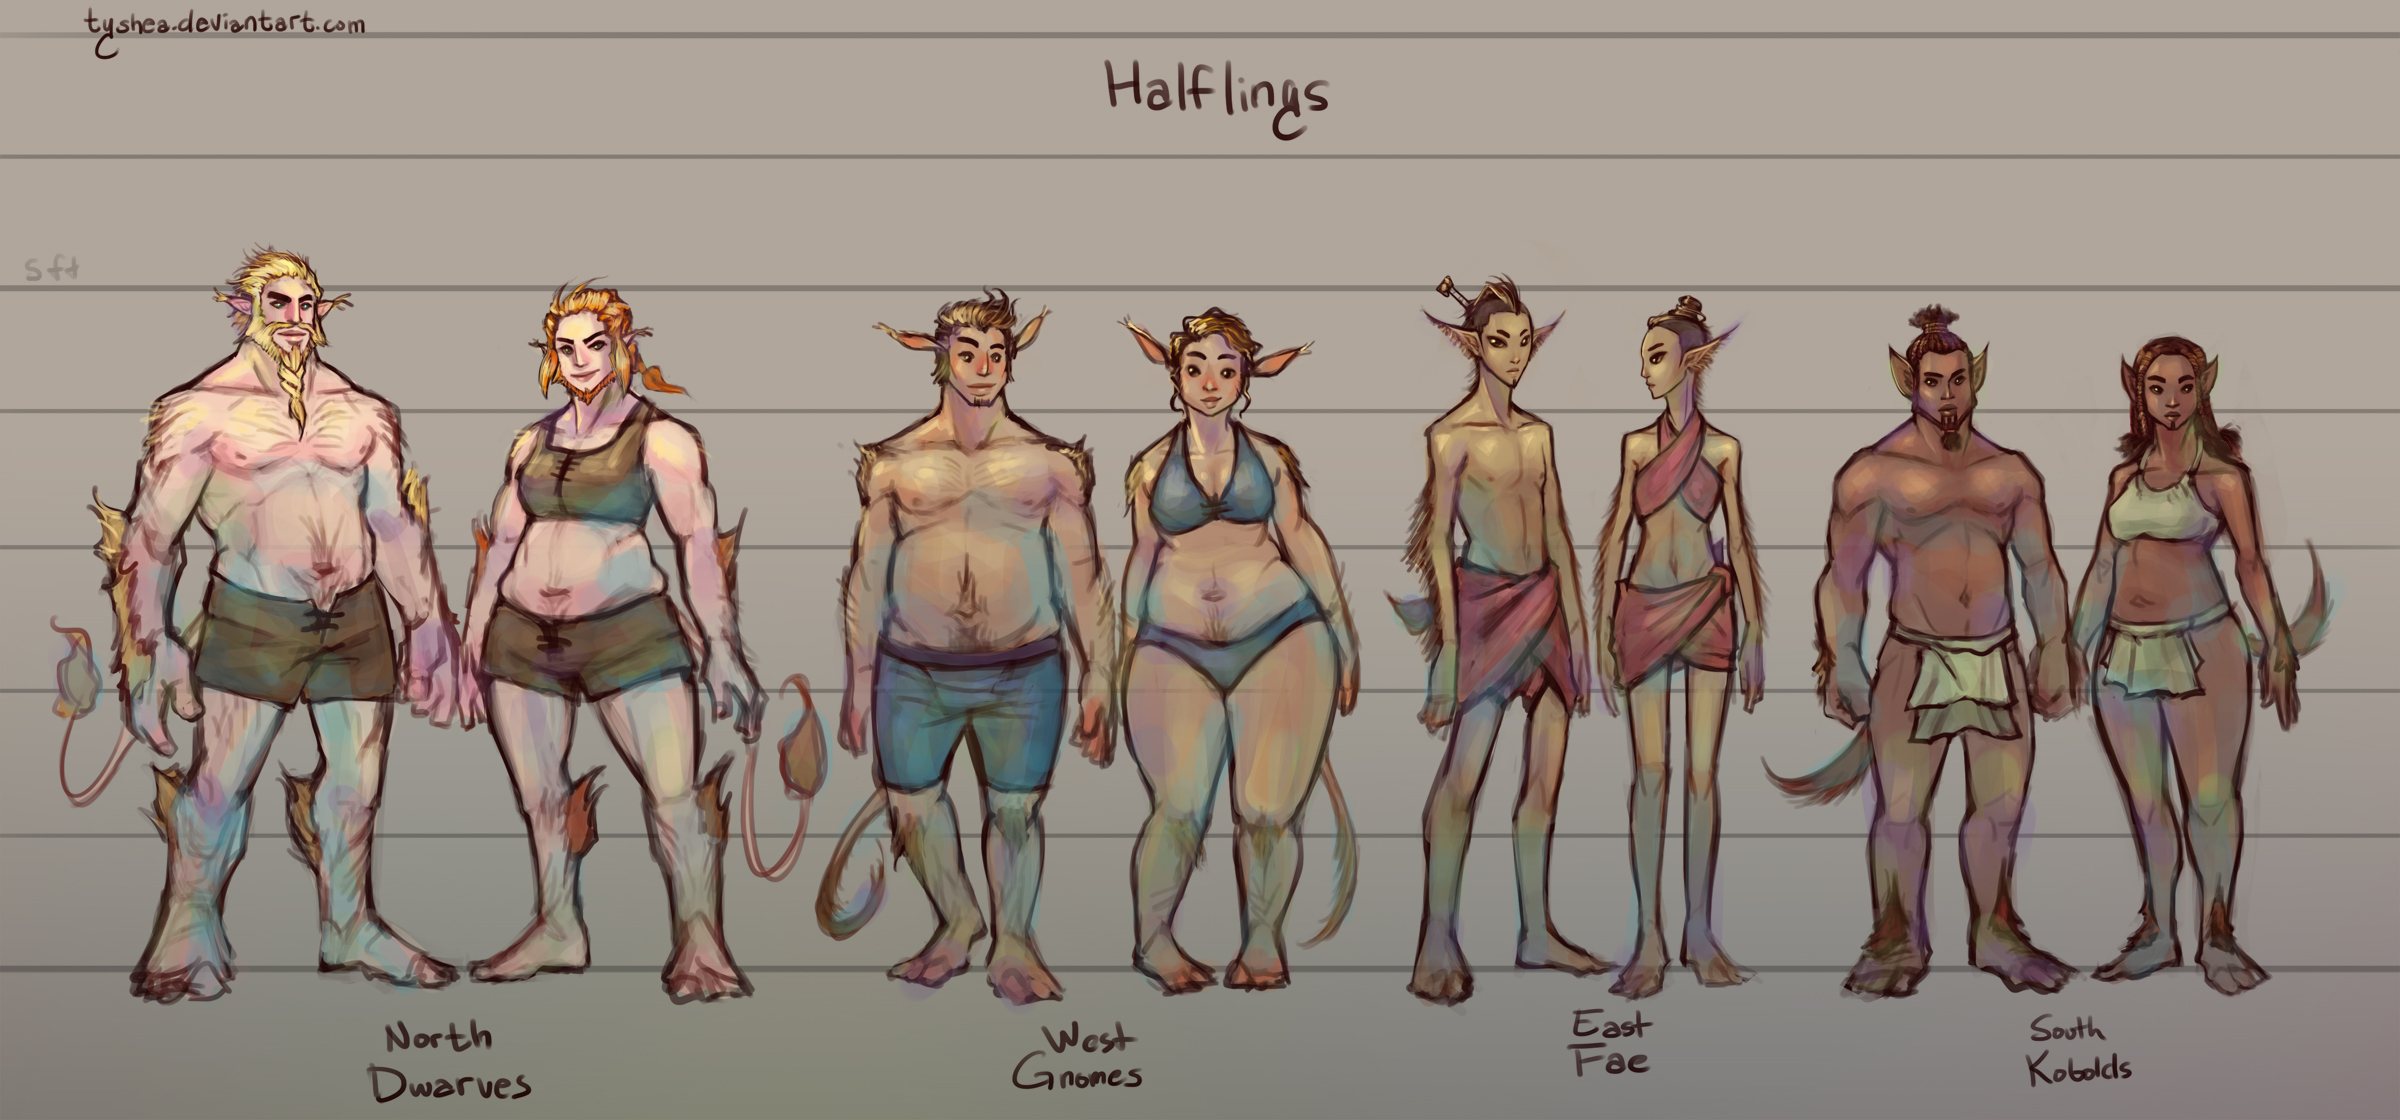 tyshea.deviantart.com
Halflings
5ft
North
Dwarves
West
Gnomes
East
Fae
South
Kobolds